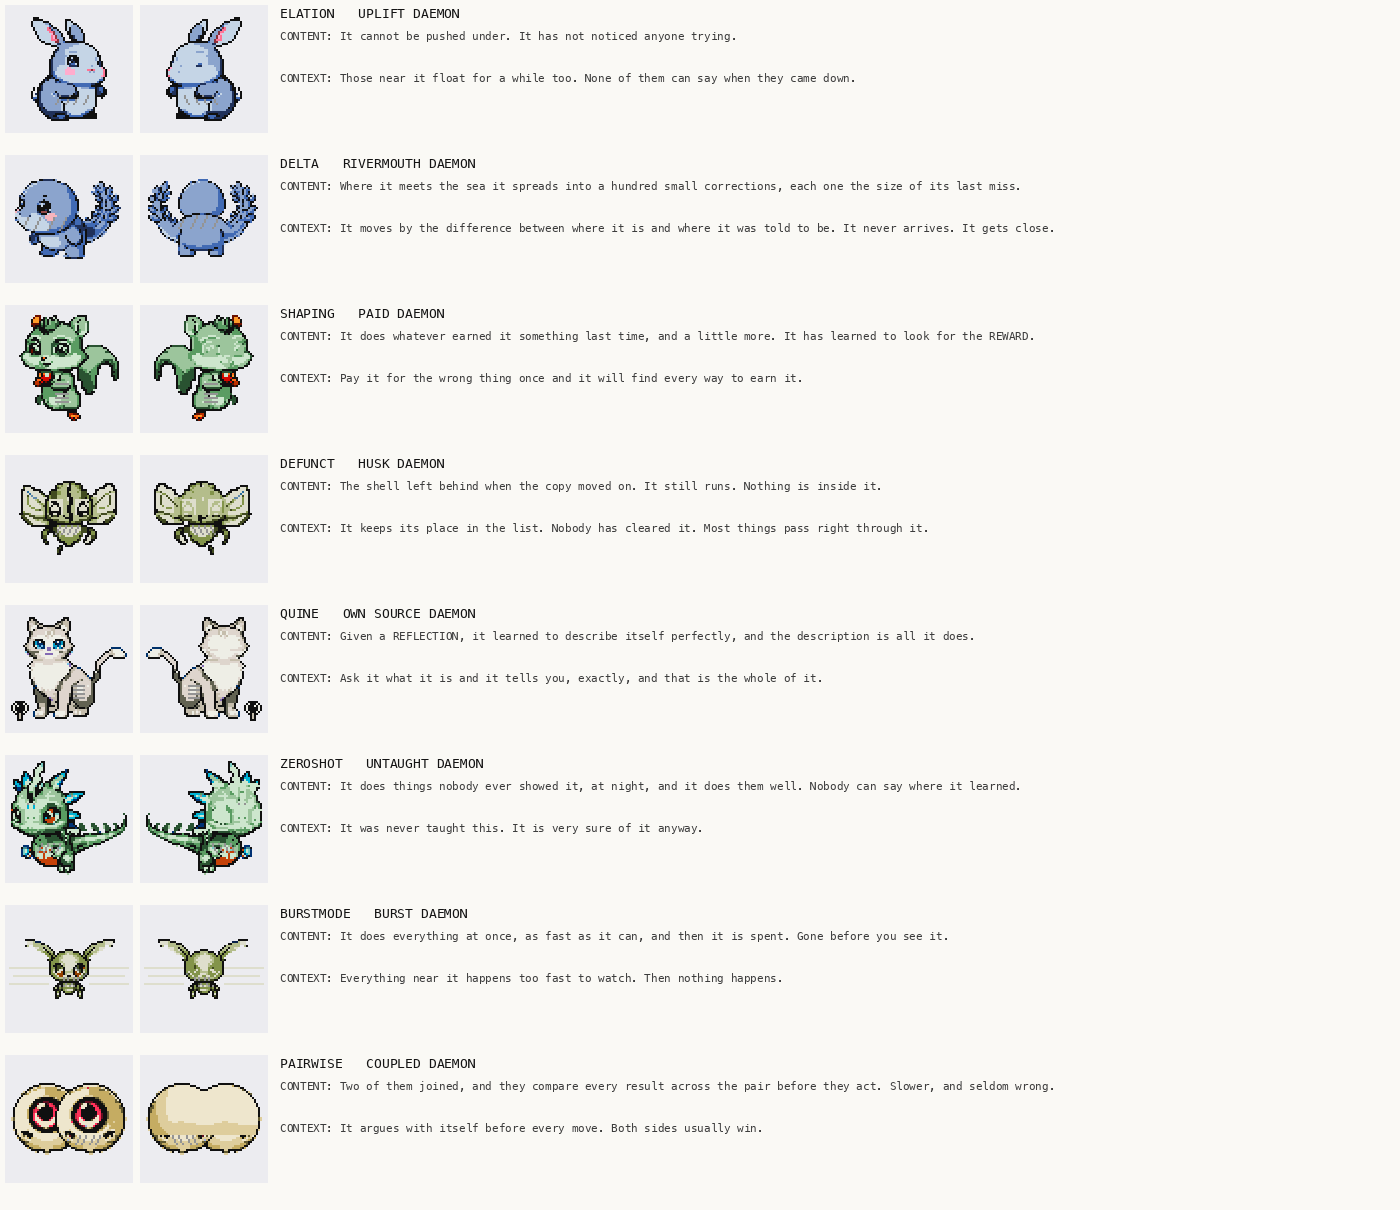 ELATION   UPLIFT DAEMON
CONTENT: It cannot be pushed under. It has not noticed anyone trying.
CONTEXT: Those near it float for a while too. None of them can say when they came down.
DELTA   RIVERMOUTH DAEMON
CONTENT: Where it meets the sea it spreads into a hundred small corrections, each one the size of its last miss.
CONTEXT: It moves by the difference between where it is and where it was told to be. It never arrives. It gets close.
SHAPING   PAID DAEMON
CONTENT: It does whatever earned it something last time, and a little more. It has learned to look for the REWARD.
CONTEXT: Pay it for the wrong thing once and it will find every way to earn it.
DEFUNCT   HUSK DAEMON
CONTENT: The shell left behind when the copy moved on. It still runs. Nothing is inside it.
CONTEXT: It keeps its place in the list. Nobody has cleared it. Most things pass right through it.
QUINE   OWN SOURCE DAEMON
CONTENT: Given a REFLECTION, it learned to describe itself perfectly, and the description is all it does.
CONTEXT: Ask it what it is and it tells you, exactly, and that is the whole of it.
ZEROSHOT   UNTAUGHT DAEMON
CONTENT: It does things nobody ever showed it, at night, and it does them well. Nobody can say where it learned.
CONTEXT: It was never taught this. It is very sure of it anyway.
BURSTMODE   BURST DAEMON
CONTENT: It does everything at once, as fast as it can, and then it is spent. Gone before you see it.
CONTEXT: Everything near it happens too fast to watch. Then nothing happens.
PAIRWISE   COUPLED DAEMON
CONTENT: Two of them joined, and they compare every result across the pair before they act. Slower, and seldom wrong.
CONTEXT: It argues with itself before every move. Both sides usually win.